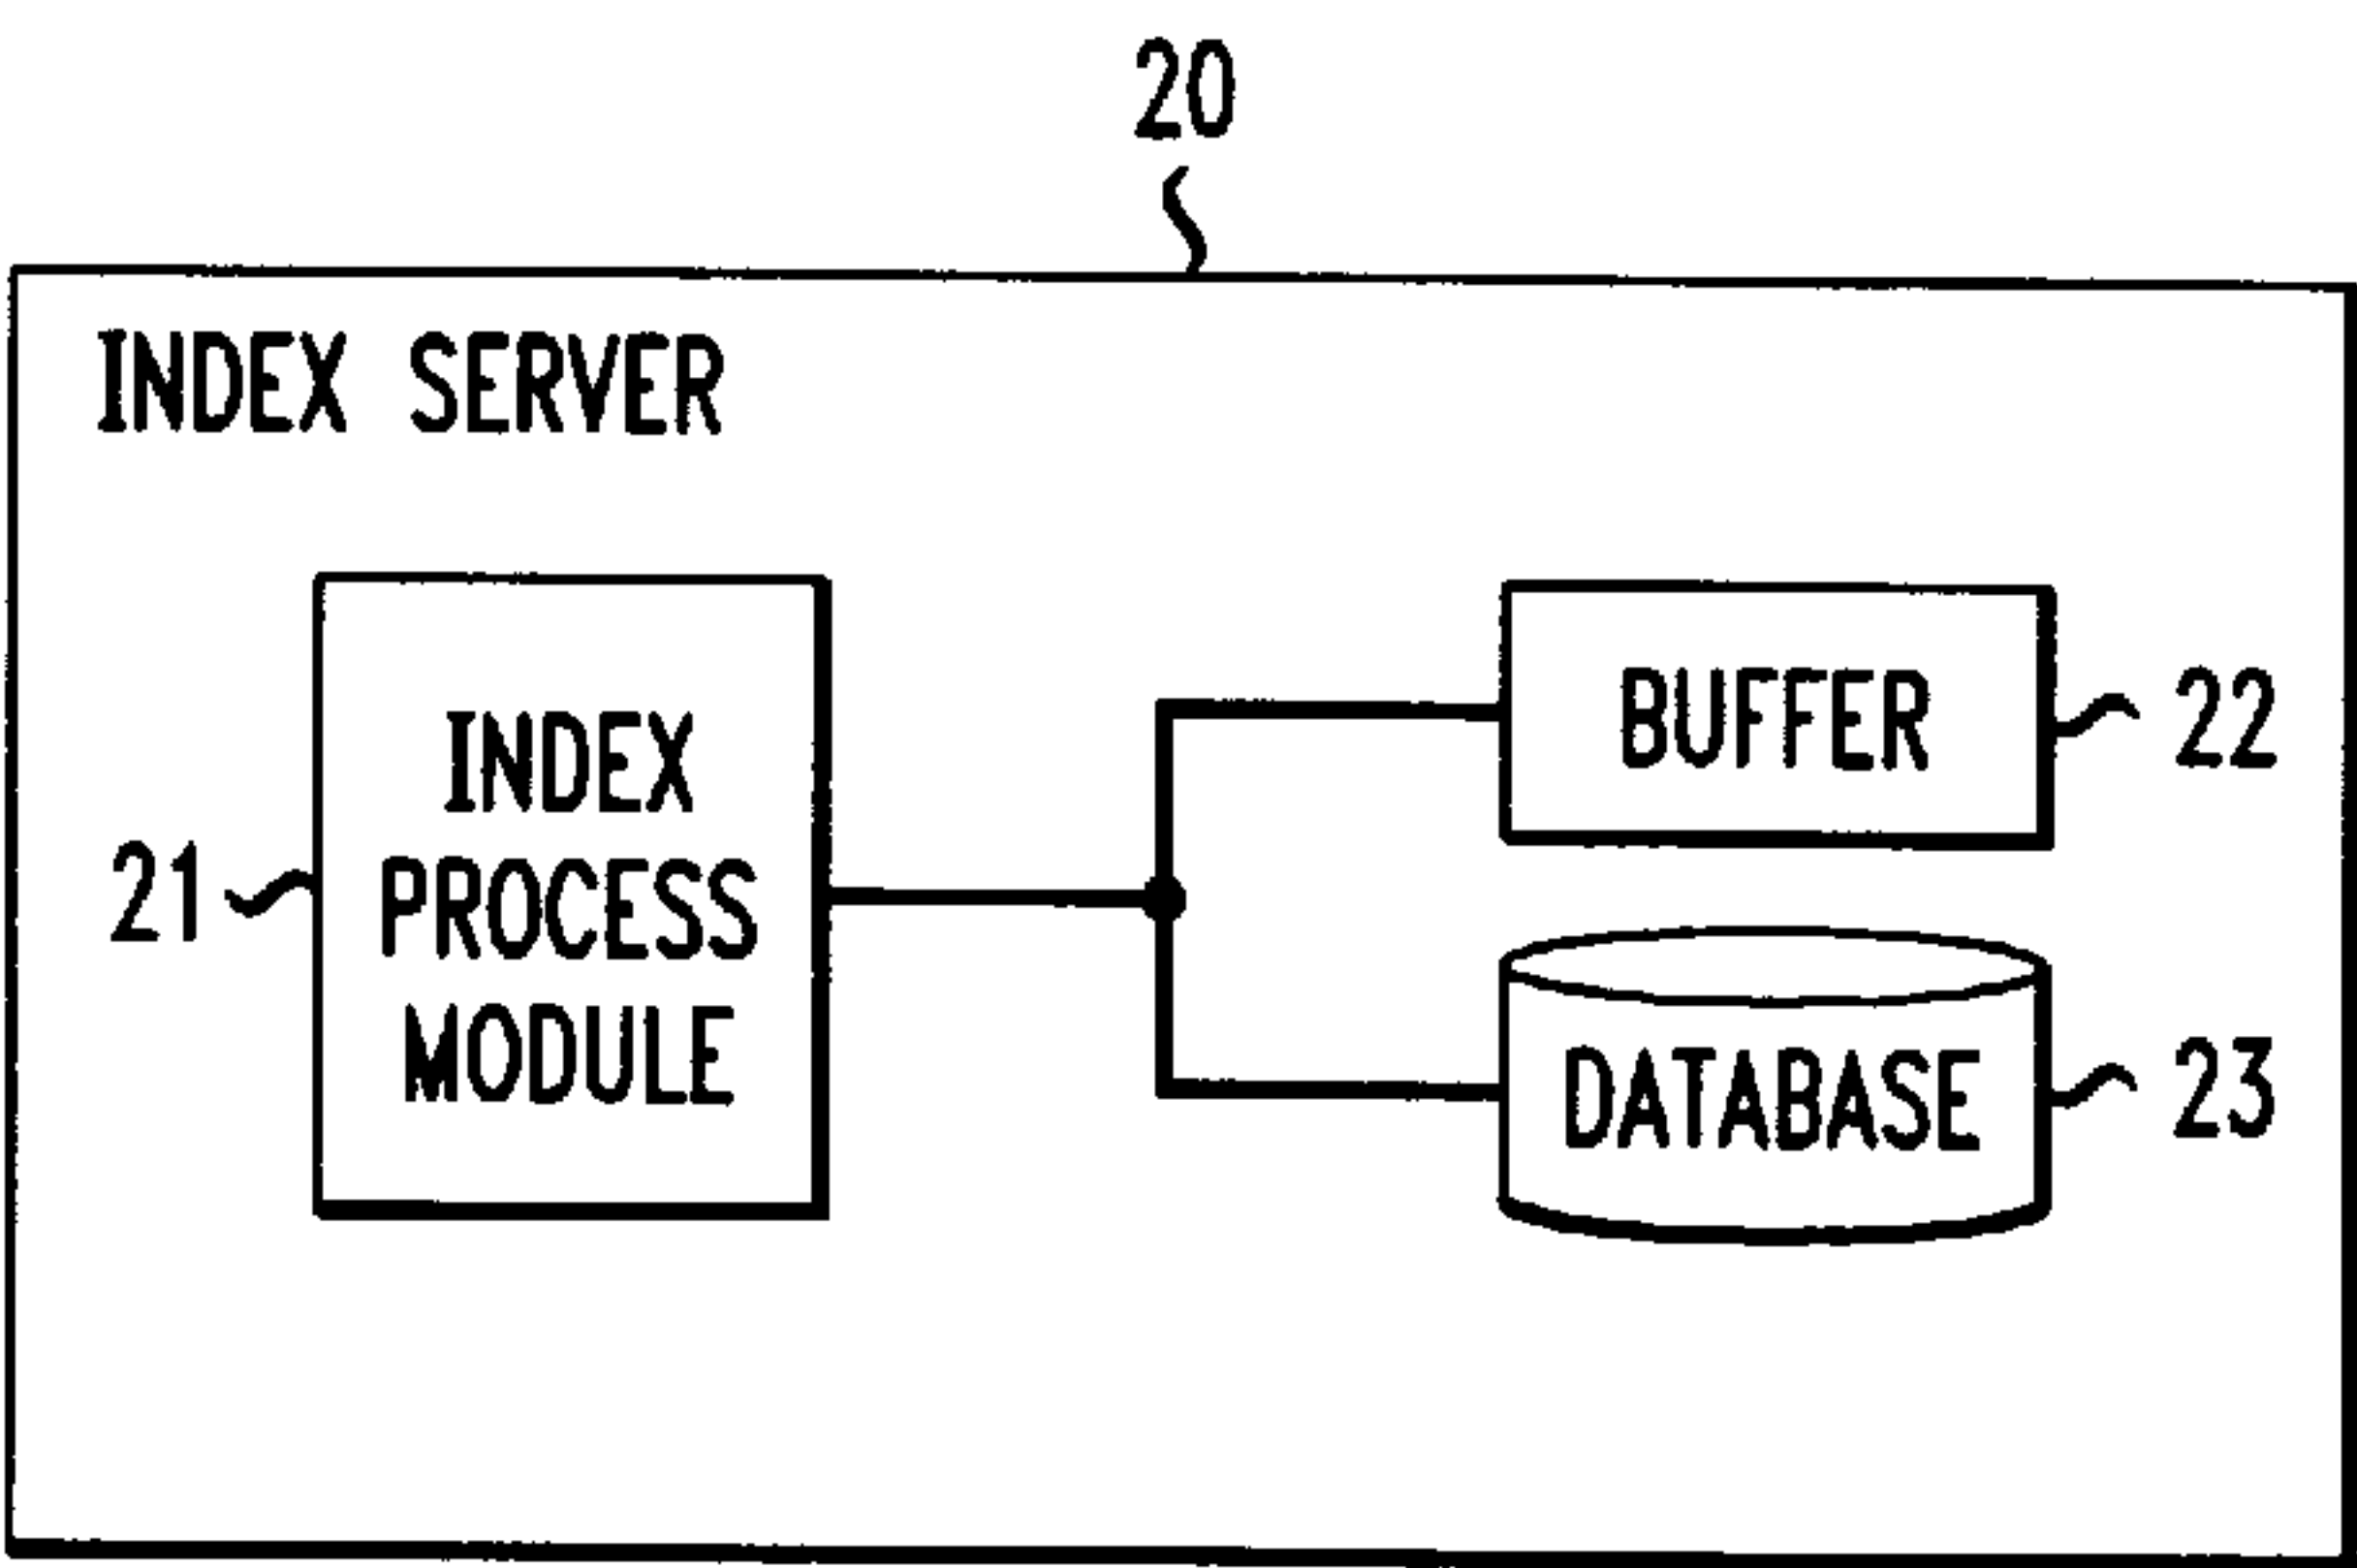 20
INDEX SERVER
INDEX
PROCESS
MODULE
21
BUFFER
22
DATABASE
23